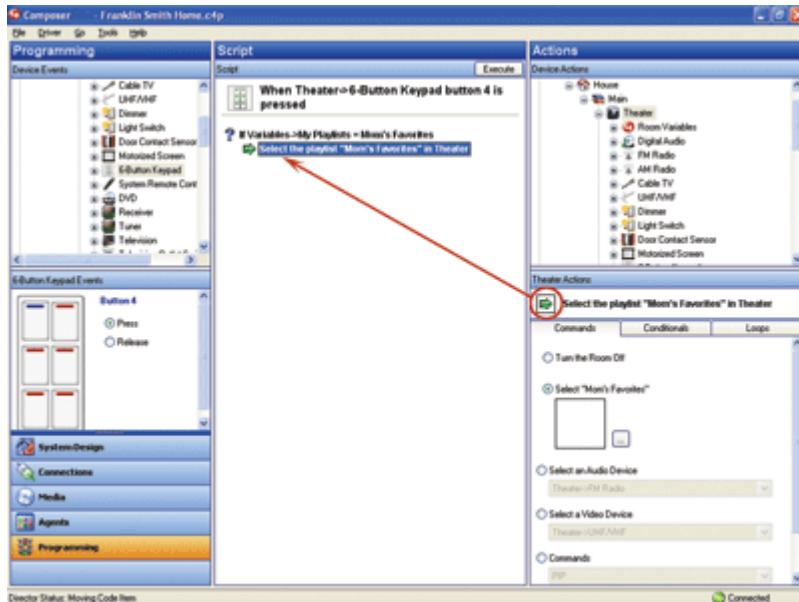 Composer - Franklin Smith Home.c4p
File Driver Go Tools Help
Programming
Device Events
Cable TV
UHF/VHF
Dimmer
Light Switch
Door Contact Sensor
Motorized Screen
6-Button Keypad
System Remote Cont
DVD
Receiver
Tuner
Television
6-Button Keypad Events
Button 4
Press
Release
System Design
Connections
Media
Agents
Programming
Director Status: Moving Code Item
Script
Script
Execute
When Theater->6-Button Keypad button 4 is
pressed
If Variables->My Playlists = Mom's Favorites
Select the playlist "Mom's Favorites" in Theater
Actions
Device Actions
House
Main
Theater
Room Variables
Digital Audio
FM Radio
AM Radio
Cable TV
UHF/VHF
Dimmer
Light Switch
Door Contact Sensor
Motorized Screen
Theater Actions
Select the playlist "Mom's Favorites" in Theater
Commands Conditionals Loops
Turn the Room Off
Select "Mom's Favorites"
...
Select an Audio Device
Theater->FM Radio
Select a Video Device
Theater->UHF/VHF
Commands
PIP
Connected